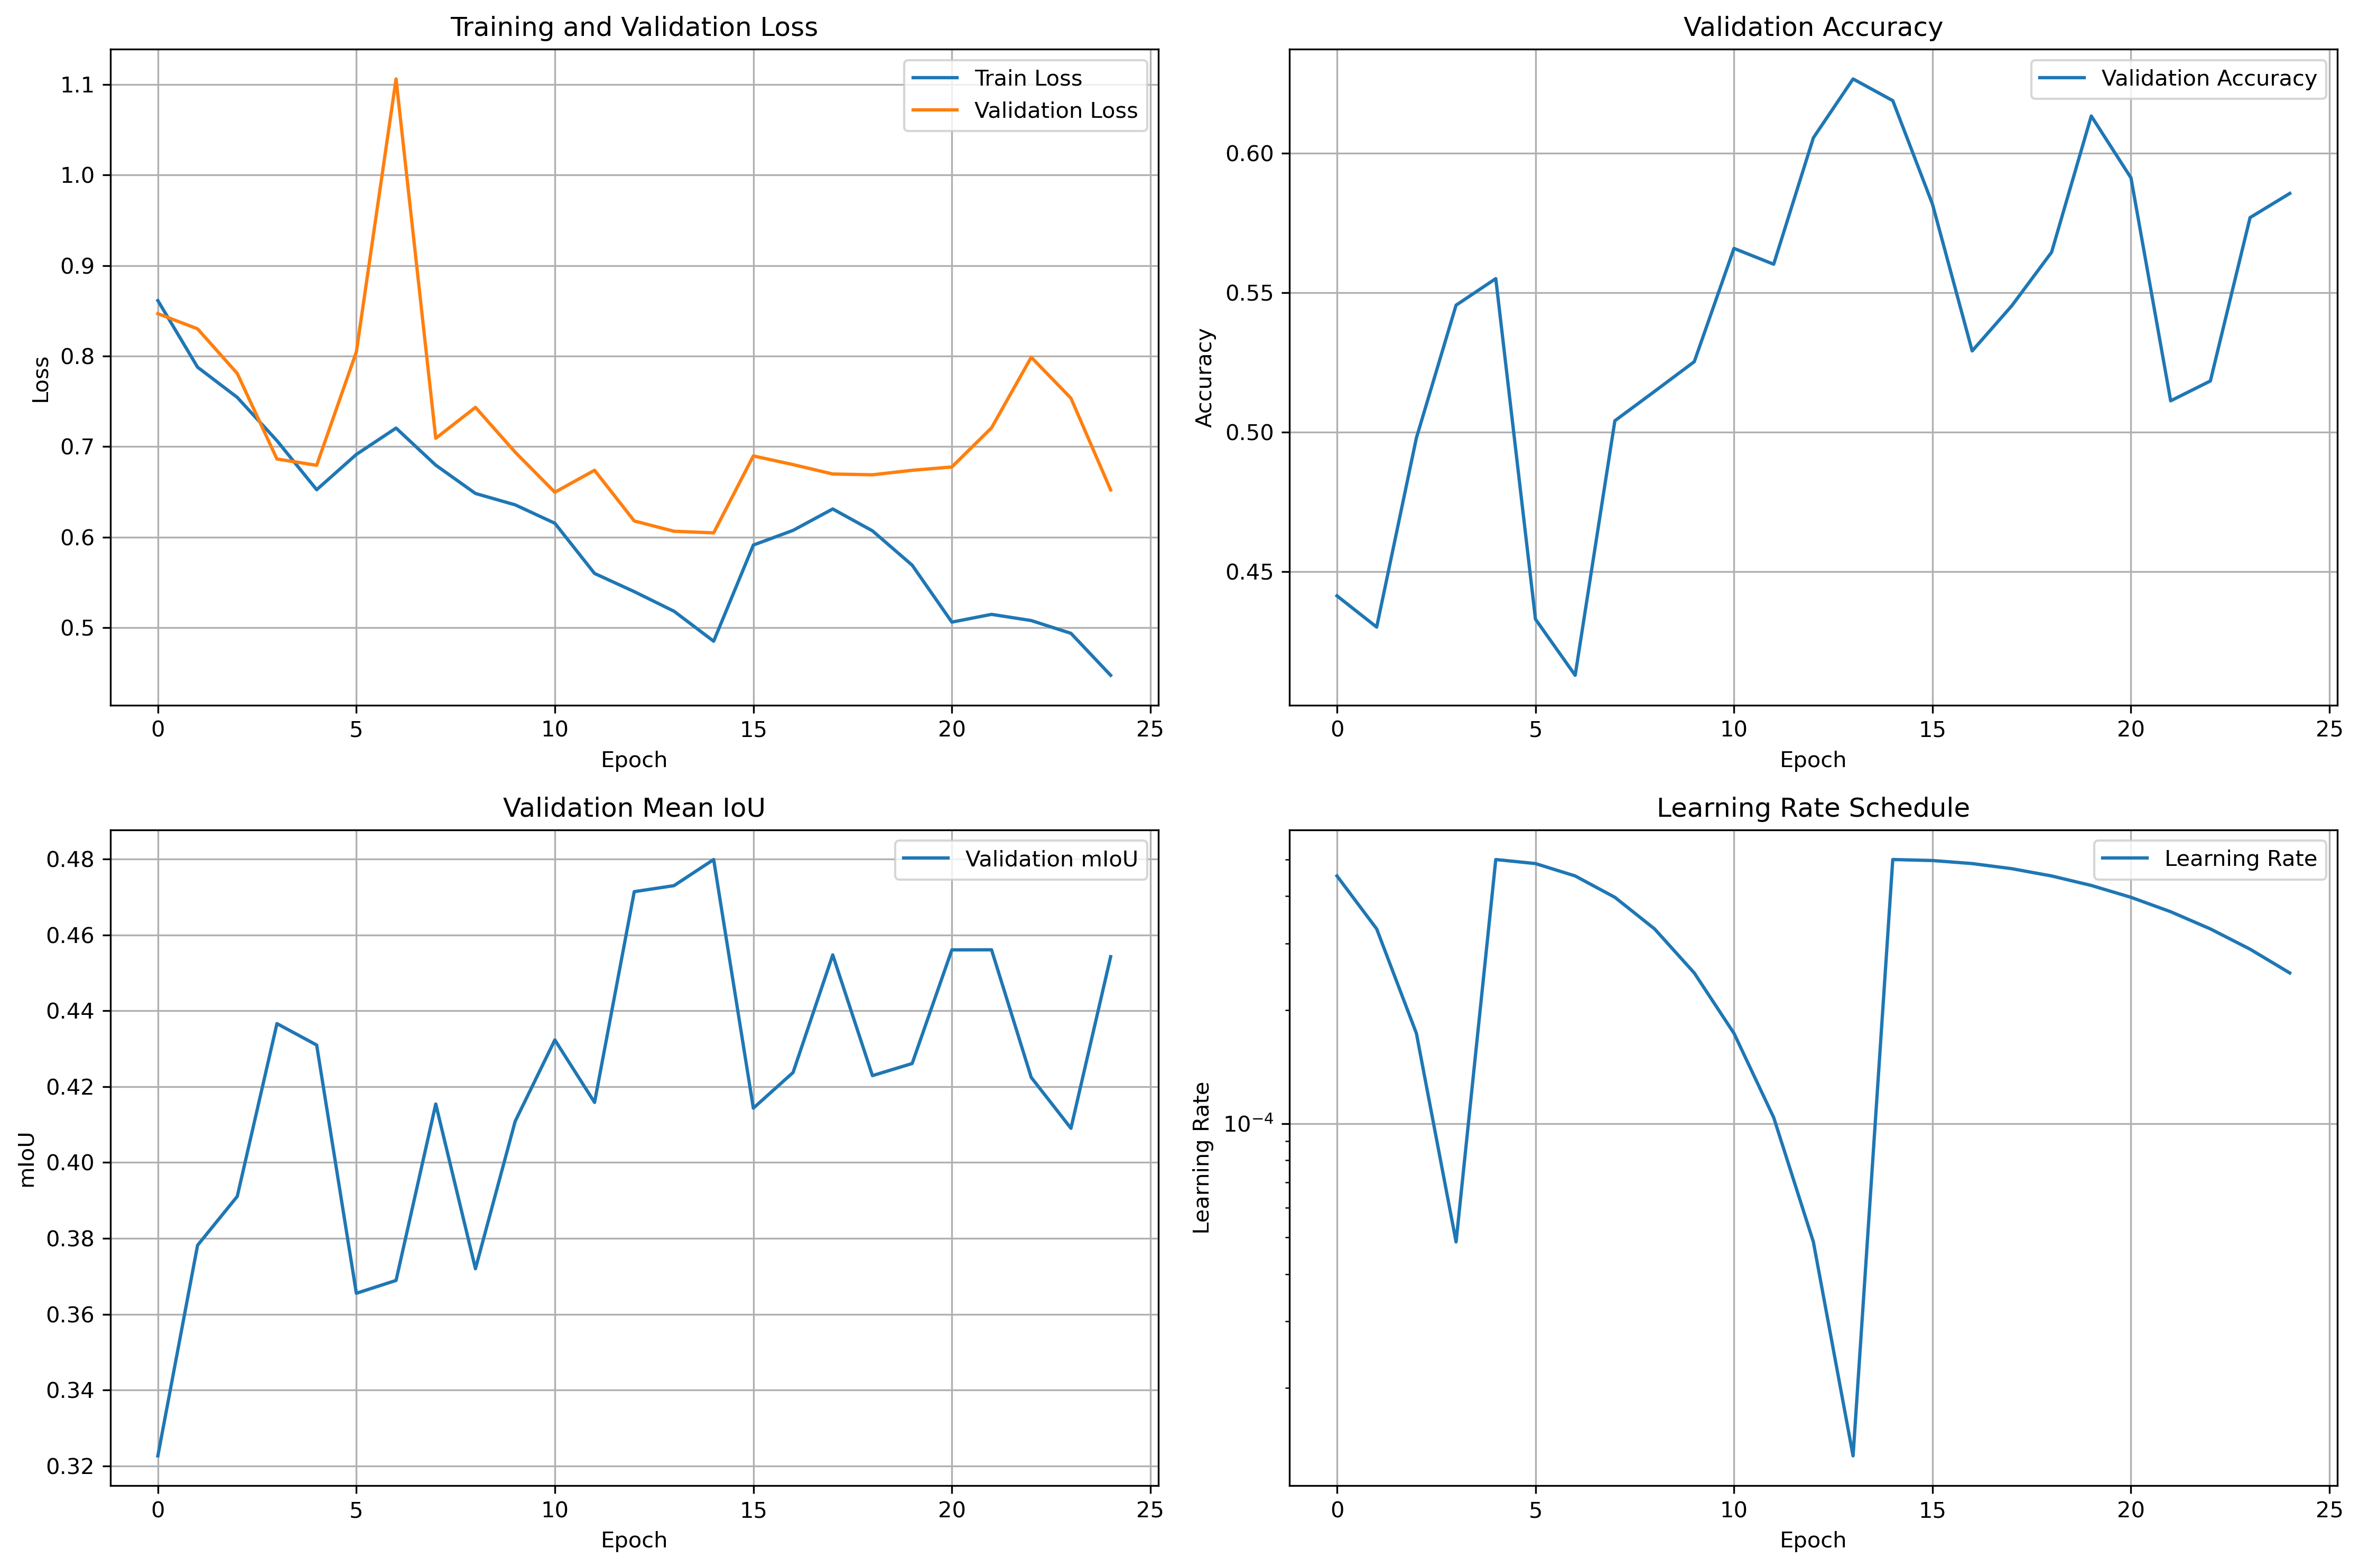 Training and Validation Loss
Train Loss
Validation Loss
1.1
1.0
0.9
0.8
0.7
0.6
0.5
Loss
0 5 10 15 20 25
Epoch
Validation Accuracy
Validation Accuracy
0.60
0.55
0.50
0.45
Accuracy
0 5 10 15 20 25
Epoch
Validation Mean IoU
Validation mIoU
0.48
0.46
0.44
0.42
0.40
0.38
0.36
0.34
0.32
mIoU
0 5 10 15 20 25
Epoch
Learning Rate Schedule
Learning Rate
10⁻⁴
Learning Rate
0 5 10 15 20 25
Epoch